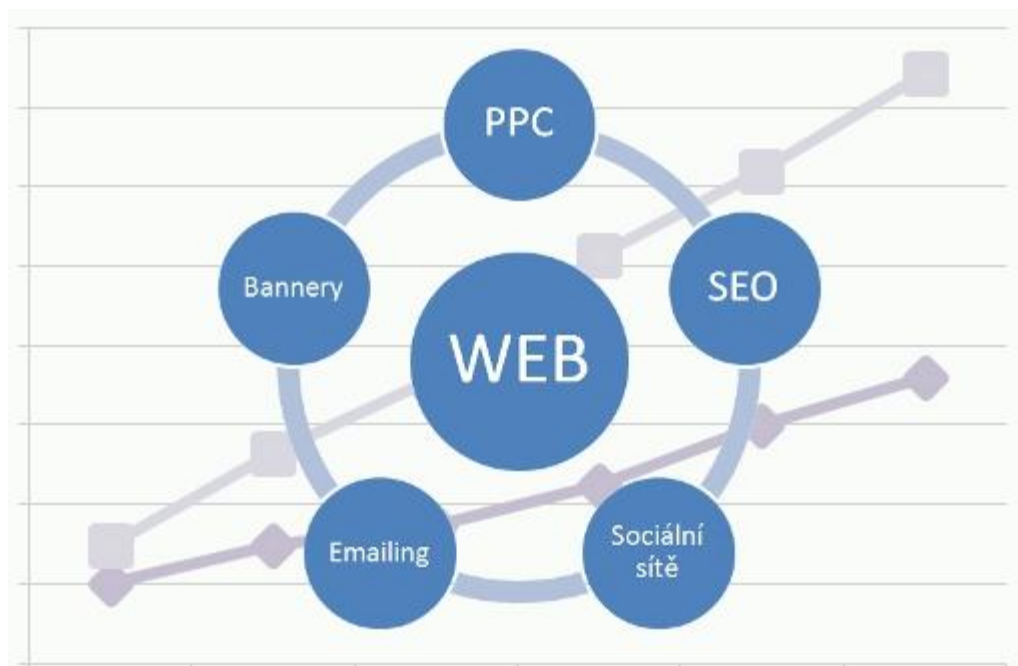 PPC
SEO
Sociální
sítě
Emailing
Bannery
WEB